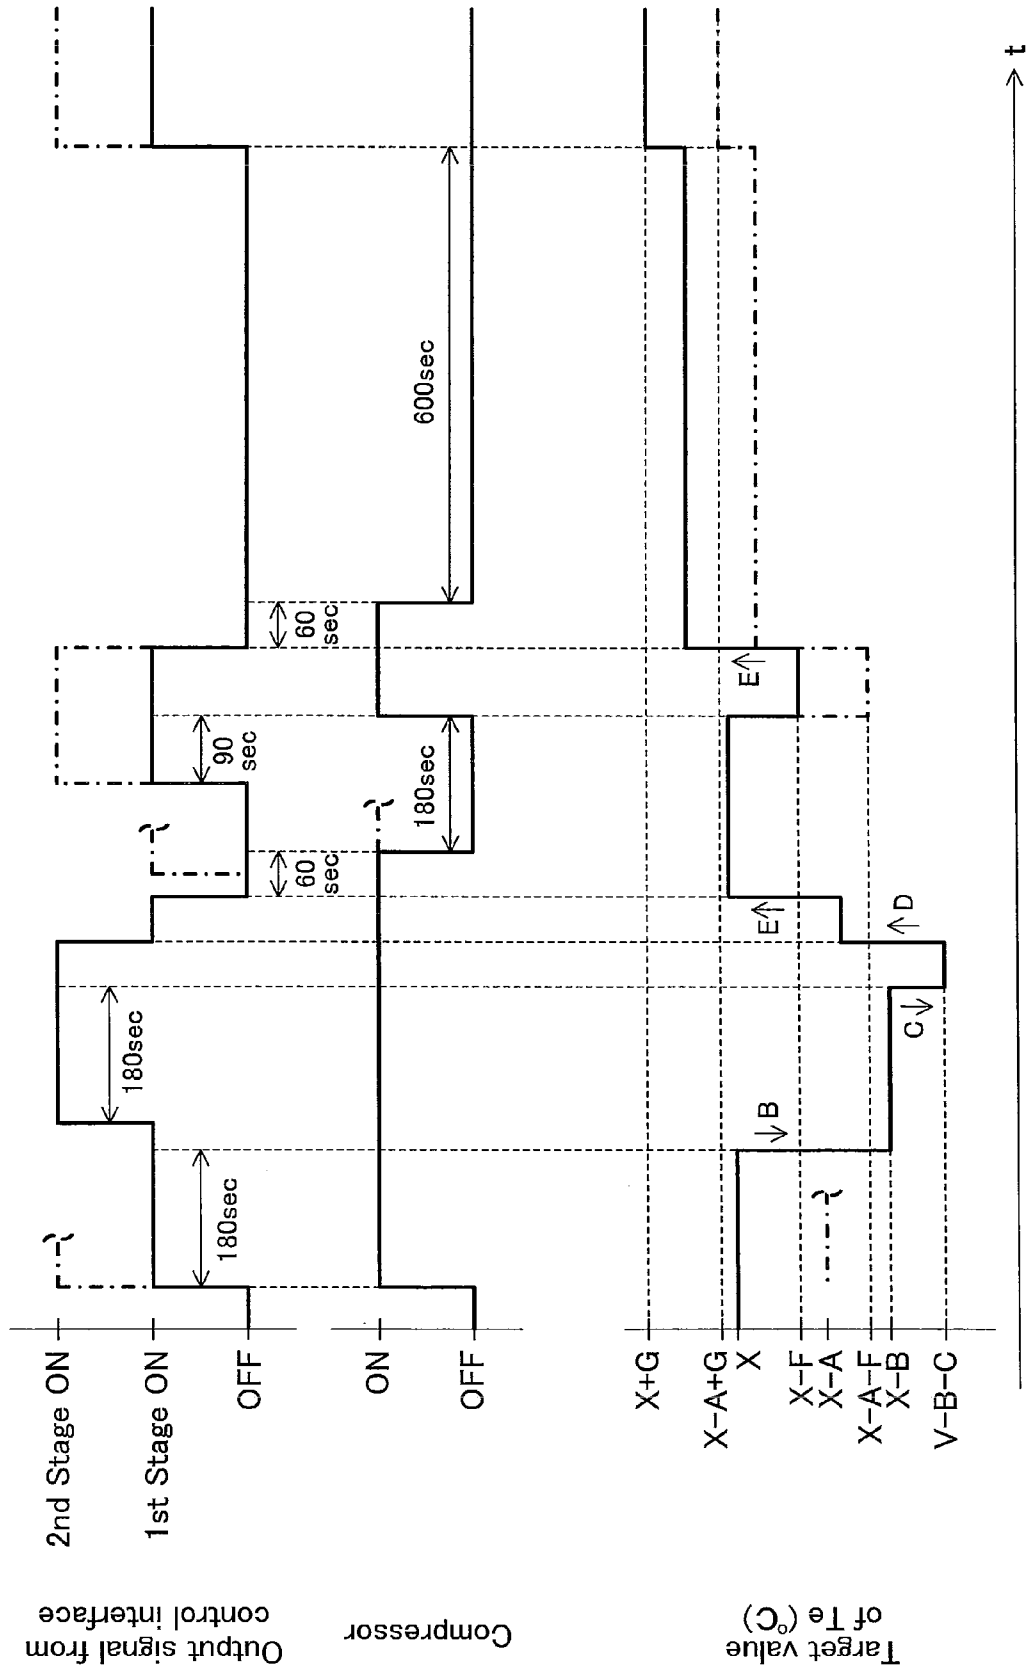 Output signal from
control interface
2nd Stage ON
1st Stage ON
OFF
180sec
180sec
60
sec
90
sec
60
sec
Compressor
ON
OFF
180sec
600sec
Target value
of Te (°C)
X+G
X-A+G
X
X-F
X-A
X-A-F
X-B
V-B-C
B
C
D
E
E
t